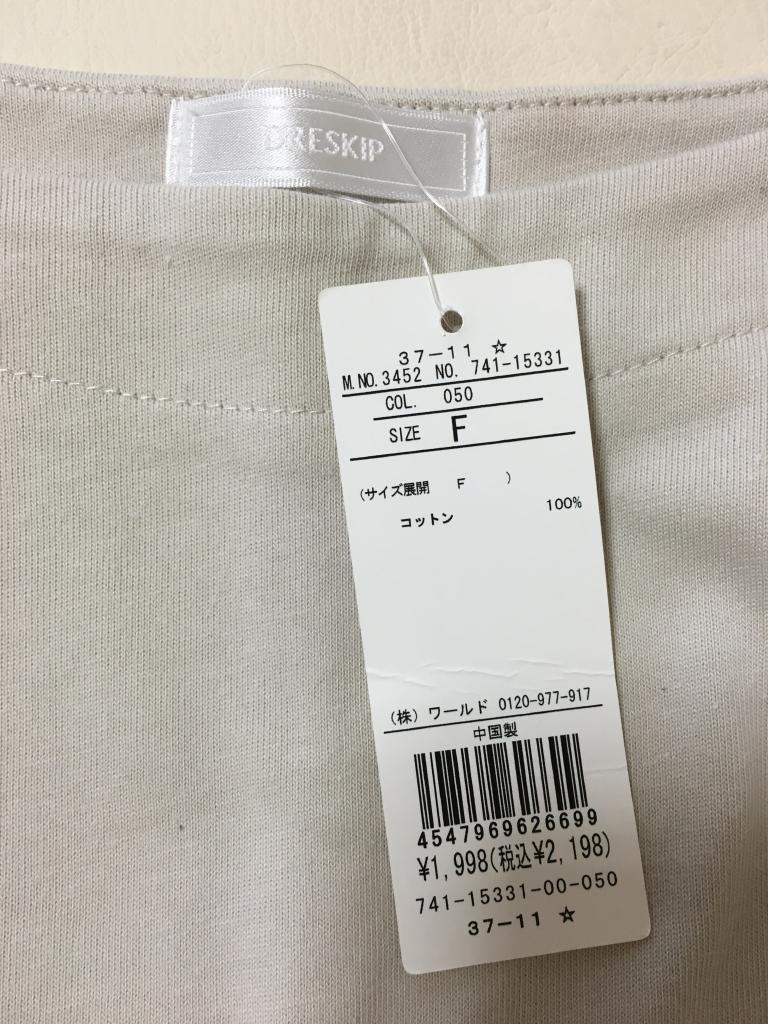 DRESKIP
37-11 ☆
M.NO.3452 NO. 741-15331
COL. 050
SIZE F
(サイズ展開 F )
コットン 100%
(株) ワールド 0120-977-917
中国製
4547969626699
¥1,998(税込¥2,198)
741-15331-00-050
37-11 ☆